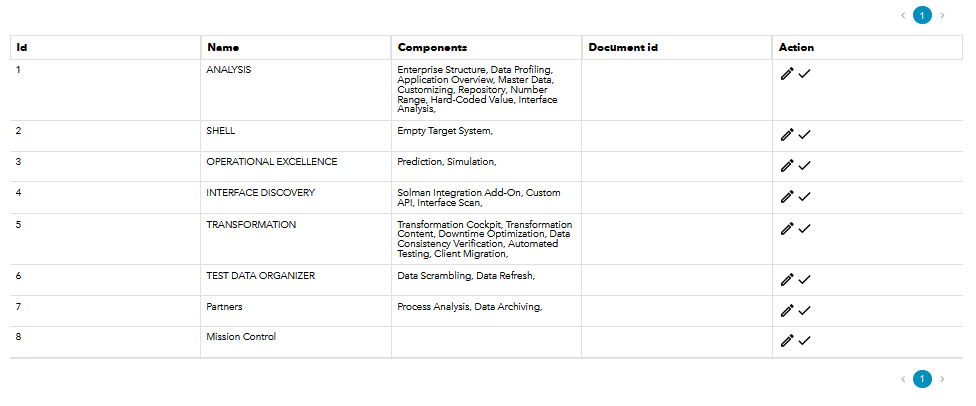 ‹ 1 ›
Id Name Components Document id Action
1 ANALYSIS Enterprise Structure, Data Profiling,
Application Overview, Master Data,
Customizing, Repository, Number
Range, Hard-Coded Value, Interface
Analysis,
2 SHELL Empty Target System,
3 OPERATIONAL EXCELLENCE Prediction, Simulation,
4 INTERFACE DISCOVERY Solman Integration Add-On, Custom
API, Interface Scan,
5 TRANSFORMATION Transformation Cockpit, Transformation
Content, Downtime Optimization, Data
Consistency Verification, Automated
Testing, Client Migration,
6 TEST DATA ORGANIZER Data Scrambling, Data Refresh,
7 Partners Process Analysis, Data Archiving,
8 Mission Control
‹ 1 ›